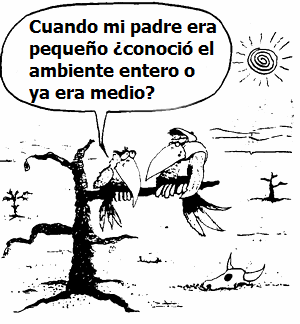 Cuando mi padre era
pequeño ¿conoció el
ambiente entero o
ya era medio?